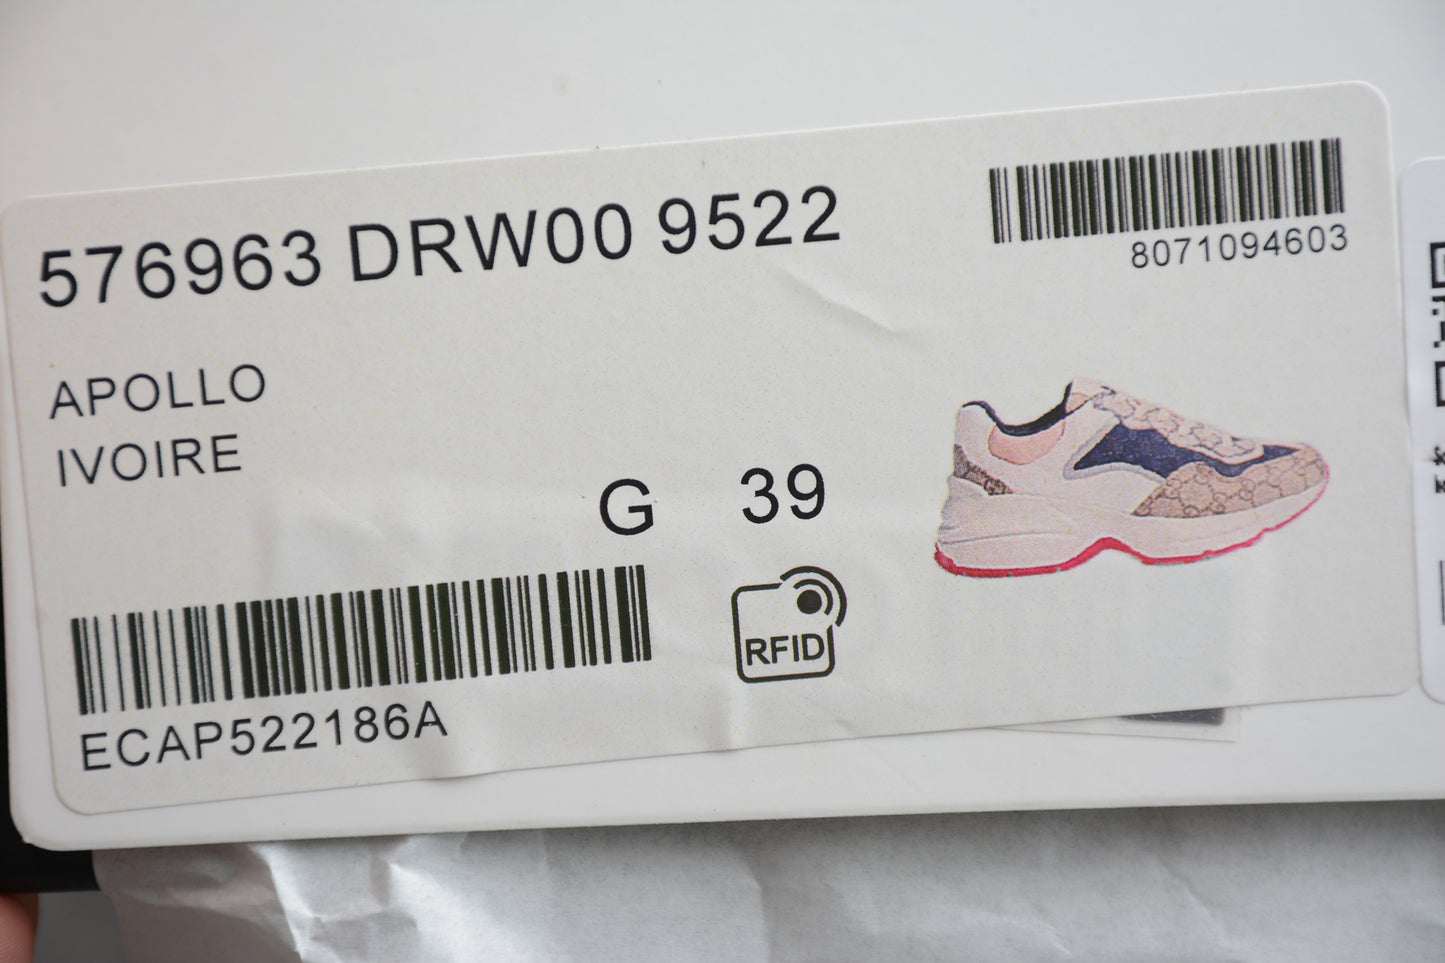 576963 DRW00 9522
8071094603
APOLLO
IVOIRE
G 39
RFID
ECAP522186A